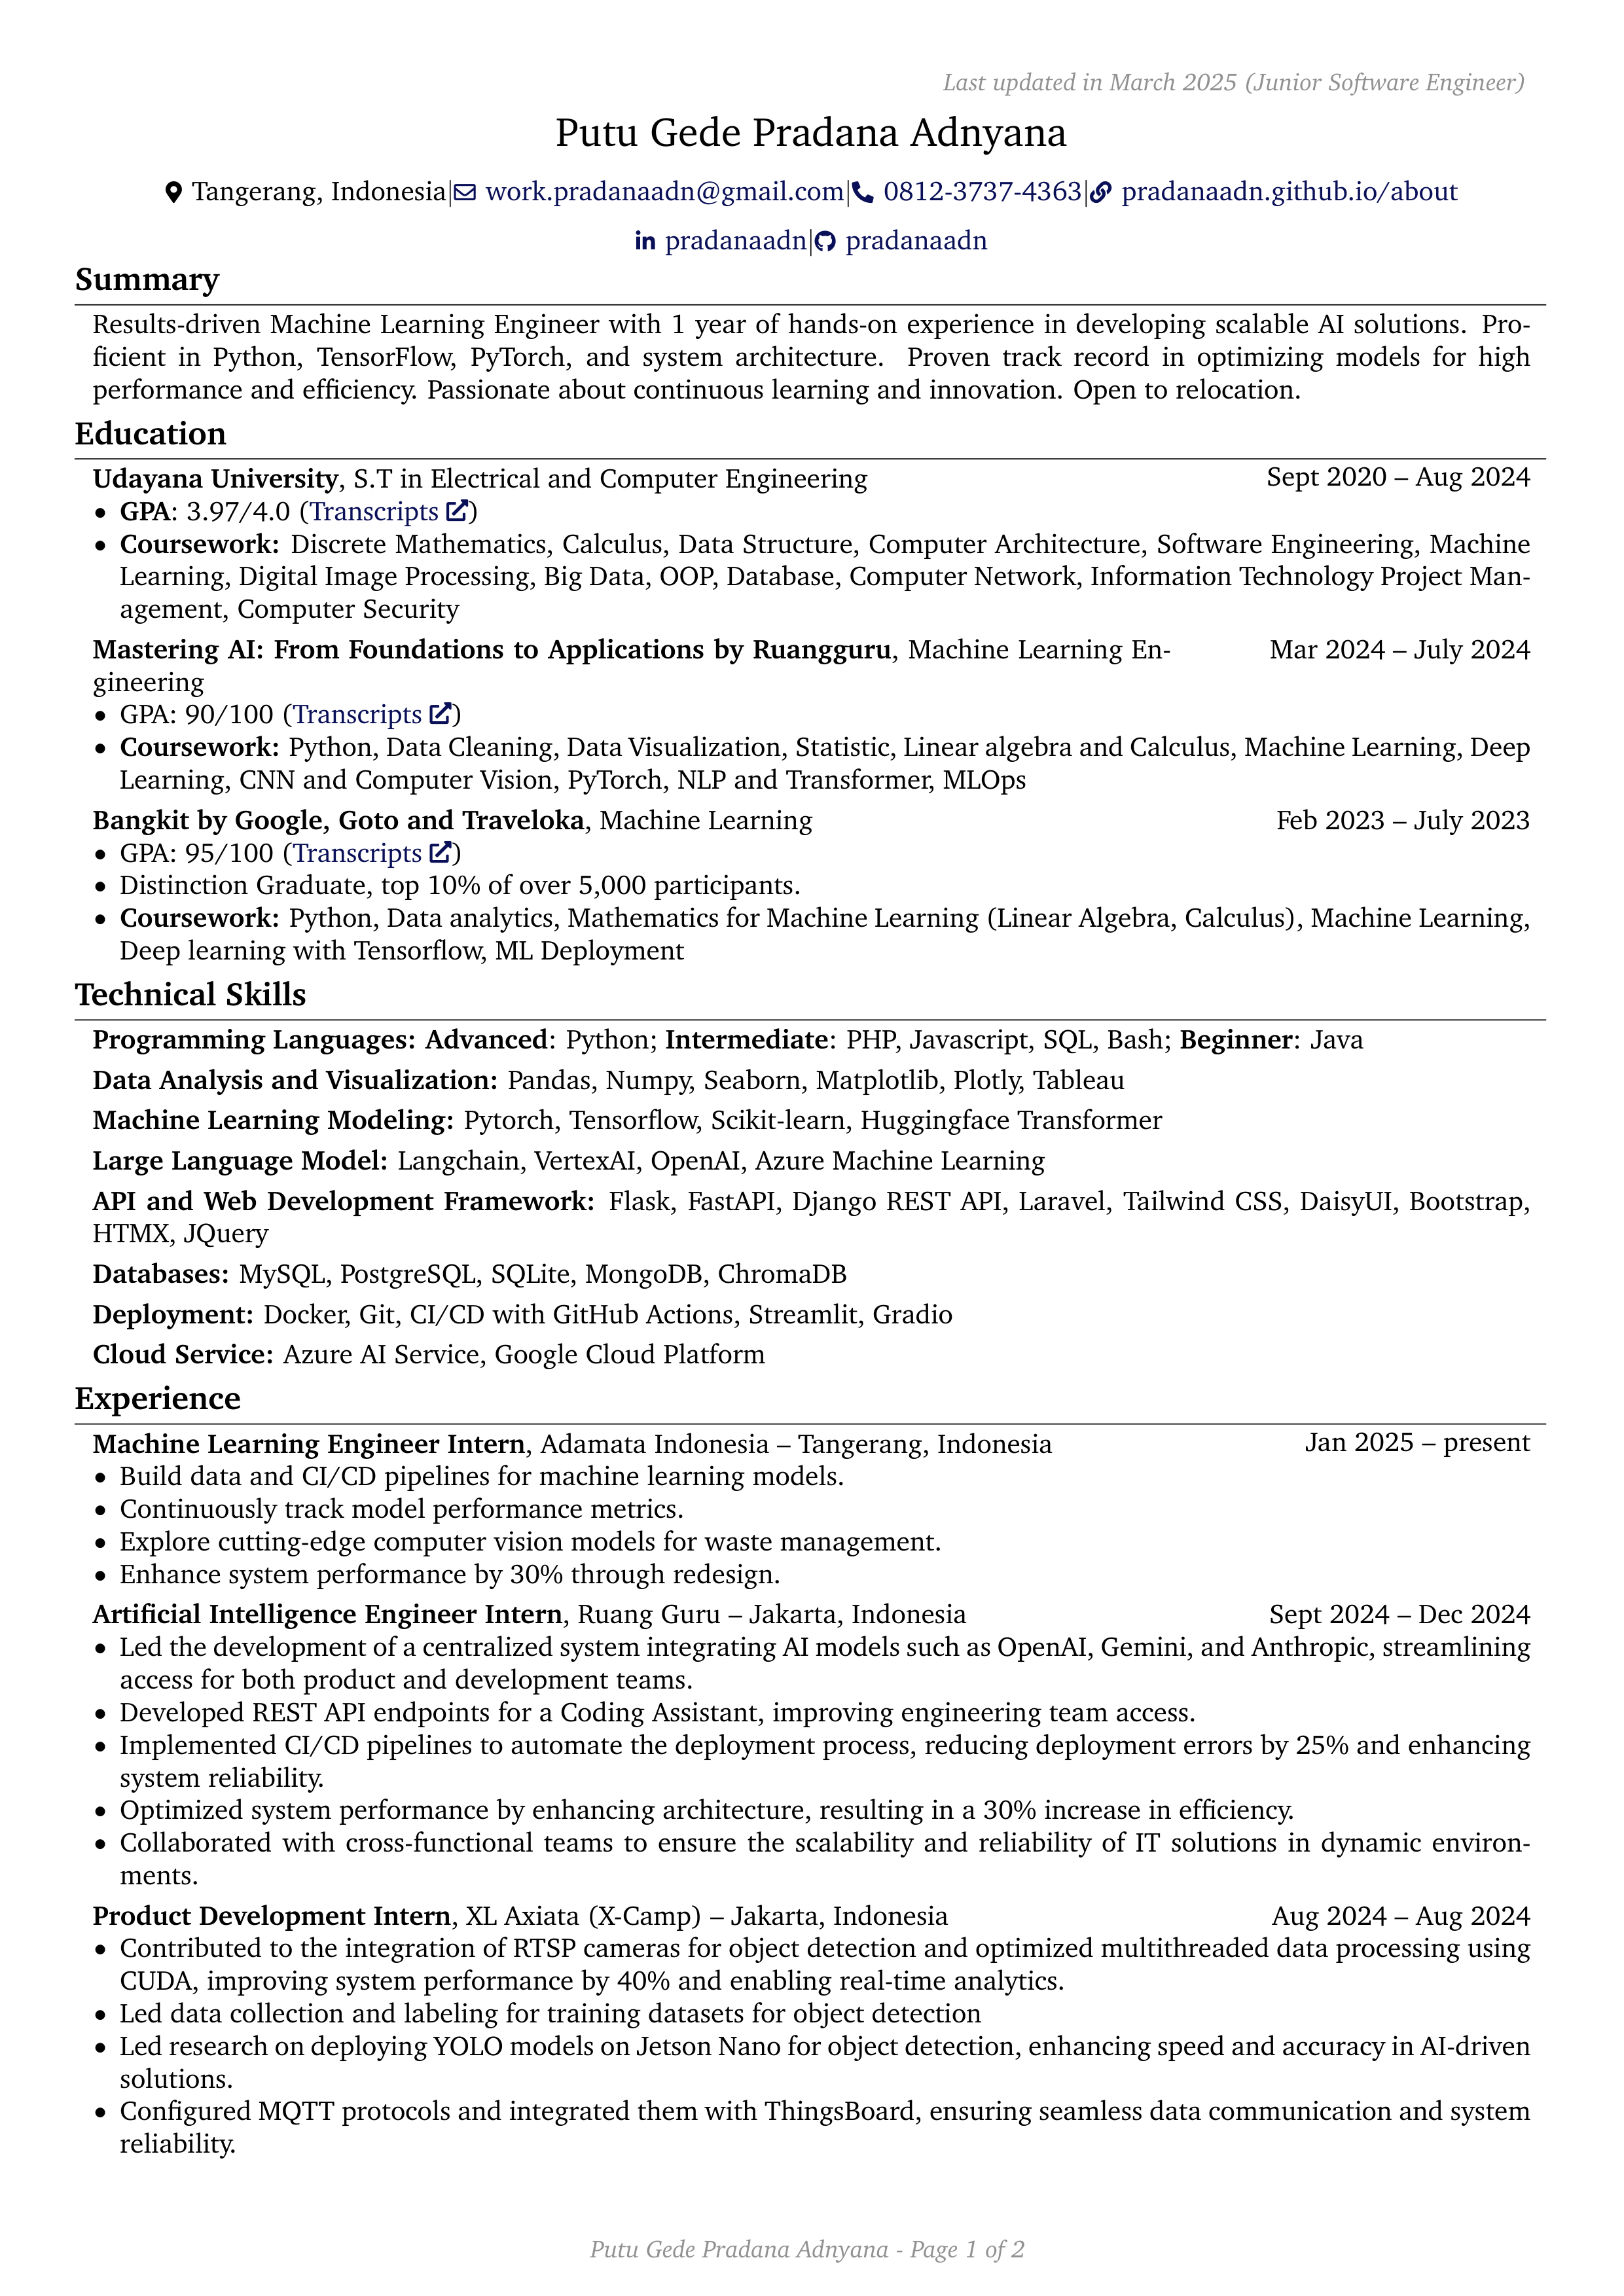 Last updated in March 2025 (Junior Software Engineer)
Putu Gede Pradana Adnyana
Tangerang, Indonesia| work.pradanaadn@gmail.com| 0812-3737-4363| pradanaadn.github.io/about
pradanaadn| pradanaadn
Summary
Results-driven Machine Learning Engineer with 1 year of hands-on experience in developing scalable AI solutions. Pro-
ficient in Python, TensorFlow, PyTorch, and system architecture. Proven track record in optimizing models for high
performance and efficiency. Passionate about continuous learning and innovation. Open to relocation.
Education
Udayana University, S.T in Electrical and Computer Engineering Sept 2020 – Aug 2024
• GPA: 3.97/4.0 (Transcripts)
• Coursework: Discrete Mathematics, Calculus, Data Structure, Computer Architecture, Software Engineering, Machine
Learning, Digital Image Processing, Big Data, OOP, Database, Computer Network, Information Technology Project Man-
agement, Computer Security
Mastering AI: From Foundations to Applications by Ruangguru, Machine Learning En- Mar 2024 – July 2024
gineering
• GPA: 90/100 (Transcripts)
• Coursework: Python, Data Cleaning, Data Visualization, Statistic, Linear algebra and Calculus, Machine Learning, Deep
Learning, CNN and Computer Vision, PyTorch, NLP and Transformer, MLOps
Bangkit by Google, Goto and Traveloka, Machine Learning Feb 2023 – July 2023
• GPA: 95/100 (Transcripts)
• Distinction Graduate, top 10% of over 5,000 participants.
• Coursework: Python, Data analytics, Mathematics for Machine Learning (Linear Algebra, Calculus), Machine Learning,
Deep learning with Tensorflow, ML Deployment
Technical Skills
Programming Languages: Advanced: Python; Intermediate: PHP, Javascript, SQL, Bash; Beginner: Java
Data Analysis and Visualization: Pandas, Numpy, Seaborn, Matplotlib, Plotly, Tableau
Machine Learning Modeling: Pytorch, Tensorflow, Scikit-learn, Huggingface Transformer
Large Language Model: Langchain, VertexAI, OpenAI, Azure Machine Learning
API and Web Development Framework: Flask, FastAPI, Django REST API, Laravel, Tailwind CSS, DaisyUI, Bootstrap,
HTMX, JQuery
Databases: MySQL, PostgreSQL, SQLite, MongoDB, ChromaDB
Deployment: Docker, Git, CI/CD with GitHub Actions, Streamlit, Gradio
Cloud Service: Azure AI Service, Google Cloud Platform
Experience
Machine Learning Engineer Intern, Adamata Indonesia – Tangerang, Indonesia Jan 2025 – present
• Build data and CI/CD pipelines for machine learning models.
• Continuously track model performance metrics.
• Explore cutting-edge computer vision models for waste management.
• Enhance system performance by 30% through redesign.
Artificial Intelligence Engineer Intern, Ruang Guru – Jakarta, Indonesia Sept 2024 – Dec 2024
• Led the development of a centralized system integrating AI models such as OpenAI, Gemini, and Anthropic, streamlining
access for both product and development teams.
• Developed REST API endpoints for a Coding Assistant, improving engineering team access.
• Implemented CI/CD pipelines to automate the deployment process, reducing deployment errors by 25% and enhancing
system reliability.
• Optimized system performance by enhancing architecture, resulting in a 30% increase in efficiency.
• Collaborated with cross-functional teams to ensure the scalability and reliability of IT solutions in dynamic environ-
ments.
Product Development Intern, XL Axiata (X-Camp) – Jakarta, Indonesia Aug 2024 – Aug 2024
• Contributed to the integration of RTSP cameras for object detection and optimized multithreaded data processing using
CUDA, improving system performance by 40% and enabling real-time analytics.
• Led data collection and labeling for training datasets for object detection
• Led research on deploying YOLO models on Jetson Nano for object detection, enhancing speed and accuracy in AI-driven
solutions.
• Configured MQTT protocols and integrated them with ThingsBoard, ensuring seamless data communication and system
reliability.
Putu Gede Pradana Adnyana - Page 1 of 2